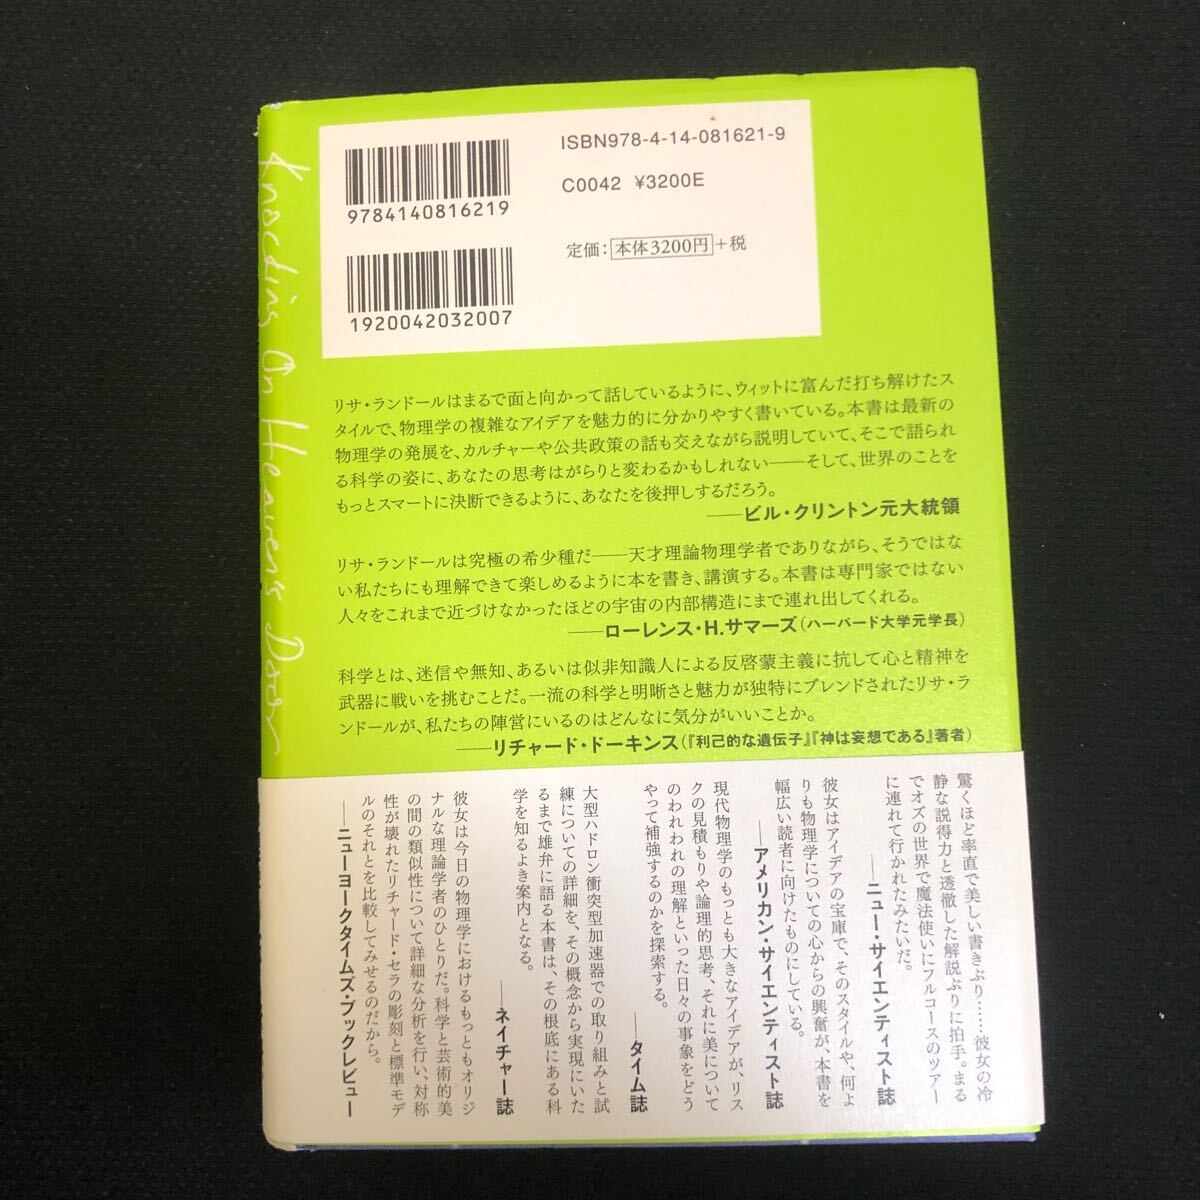 Knocking On Heaven's Door
ISBN978-4-14-081621-9
C0042 ¥3200E
定価：本体3200円＋税
9784140816219
1920042032007
リサ・ランドールはまるで面と向かって話しているように、ウィットに富んだ打ち解けたス
タイルで、物理学の複雑なアイデアを魅力的に分かりやすく書いている。本書は最新の
物理学の発展を、カルチャーや公共政策の話も交えながら説明していて、そこで語られ
る科学の姿に、あなたの思考はがらりと変わるかもしれない――そして、世界のことを
もっとスマートに決断できるように、あなたを後押しするだろう。
――ビル・クリントン元大統領
リサ・ランドールは究極の希少種だ――天才理論物理学者でありながら、そうではな
い私たちにも理解できて楽しめるように本を書き、講演する。本書は専門家ではない
人々をこれまで近づけなかったほどの宇宙の内部構造にまで連れ出してくれる。
――ローレンス・H.サマーズ（ハーバード大学元学長）
科学とは、迷信や無知、あるいは似非知識人による反啓蒙主義に抗して心と精神を
武器に戦いを挑むことだ。一流の科学と明晰さと魅力が独特にブレンドされたリサ・ラ
ンドールが、私たちの陣営にいるのはどんなに気分がいいことか。
――リチャード・ドーキンス（『利己的な遺伝子』『神は妄想である』著者）
驚くほど率直で美しい書きぶり……彼女の冷
静な説得力と透徹した解説ぶりに拍手。まる
でオズの世界で魔法使いにフルコースのツアー
に連れて行かれたみたいだ。
――ニュー・サイエンティスト誌
彼女はアイデアの宝庫で、そのスタイルや、何よ
りも物理学についての心からの興奮が、本書を
幅広い読者に向けたものにしている。
――アメリカン・サイエンティスト誌
現代物理学のもっとも大きなアイデアが、リス
クの見積もりや論理的思考、それに美について
のわれわれの理解といった日々の事象をどう
やって補強するのかを探索する。
――タイム誌
大型ハドロン衝突型加速器での取り組みと試
練についての詳細を、その概念から実現にいた
るまで雄弁に語る本書は、その根底にある科
学を知るよき案内となる。
――ネイチャー誌
彼女は今日の物理学におけるもっともオリジ
ナルな理論学者のひとりだ。科学と芸術的美
の間の類似性について詳細な分析を行い、対称
性が壊れたリチャード・セラの彫刻と標準モデ
ルのそれとを比較してみせるのだから。
――ニューヨークタイムズ・ブックレビュー